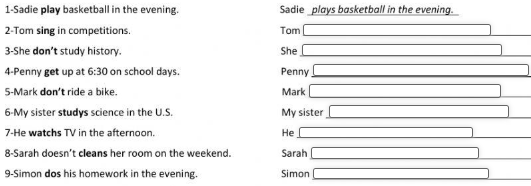 1-Sadie play basketball in the evening. Sadie plays basketball in the evening.
2-Tom sing in competitions. Tom
3-She don't study history. She
4-Penny get up at 6:30 on school days. Penny
5-Mark don't ride a bike. Mark
6-My sister studys science in the U.S. My sister
7-He watchs TV in the afternoon. He
8-Sarah doesn't cleans her room on the weekend. Sarah
9-Simon dos his homework in the evening. Simon